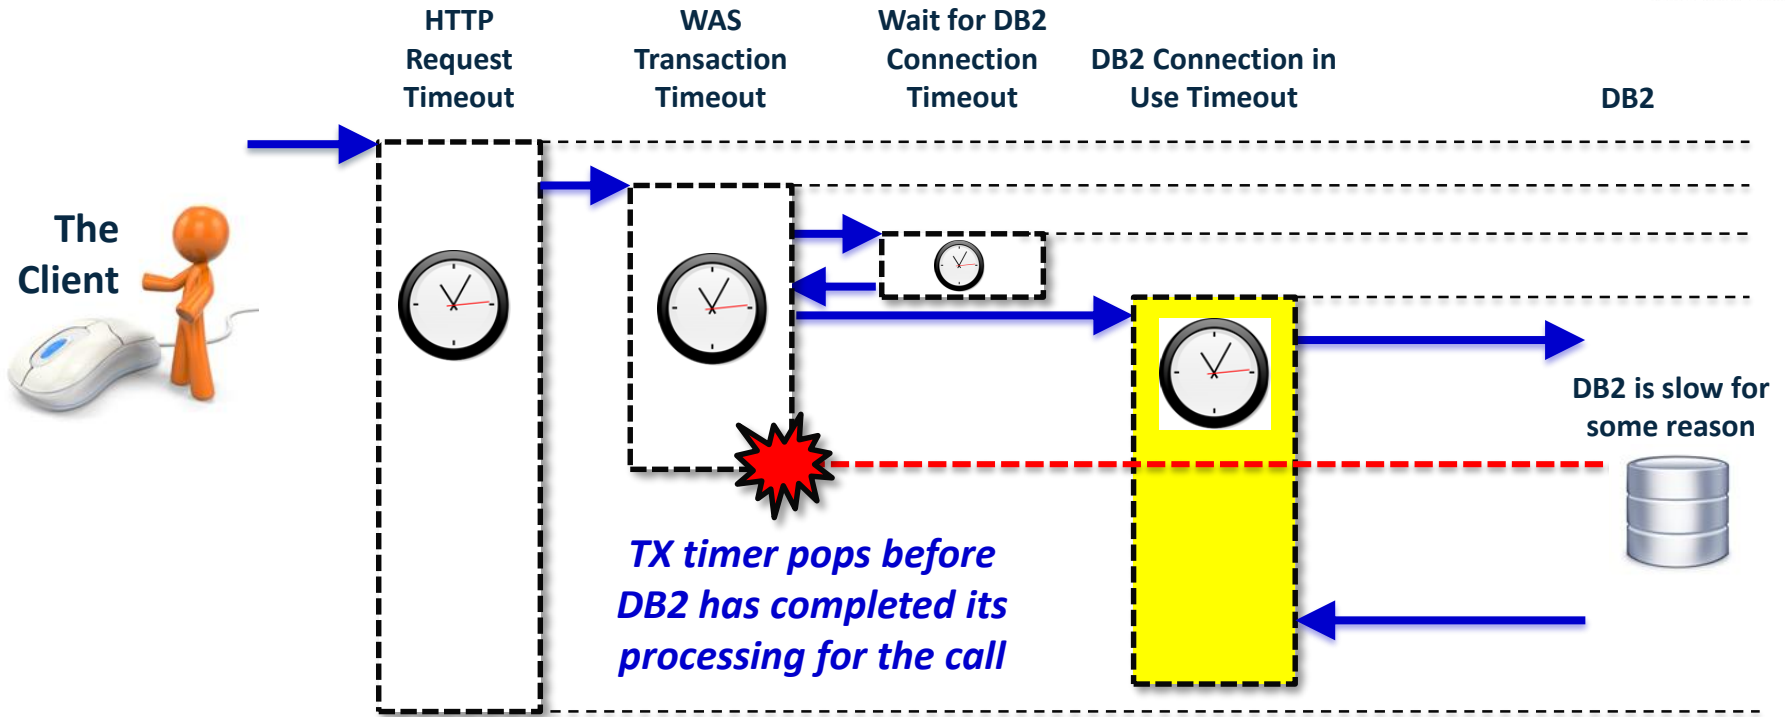 HTTP
Request
Timeout
WAS
Transaction
Timeout
Wait for DB2
Connection
Timeout
DB2 Connection in
Use Timeout
DB2
The
Client
DB2 is slow for
some reason
TX timer pops before
DB2 has completed its
processing for the call